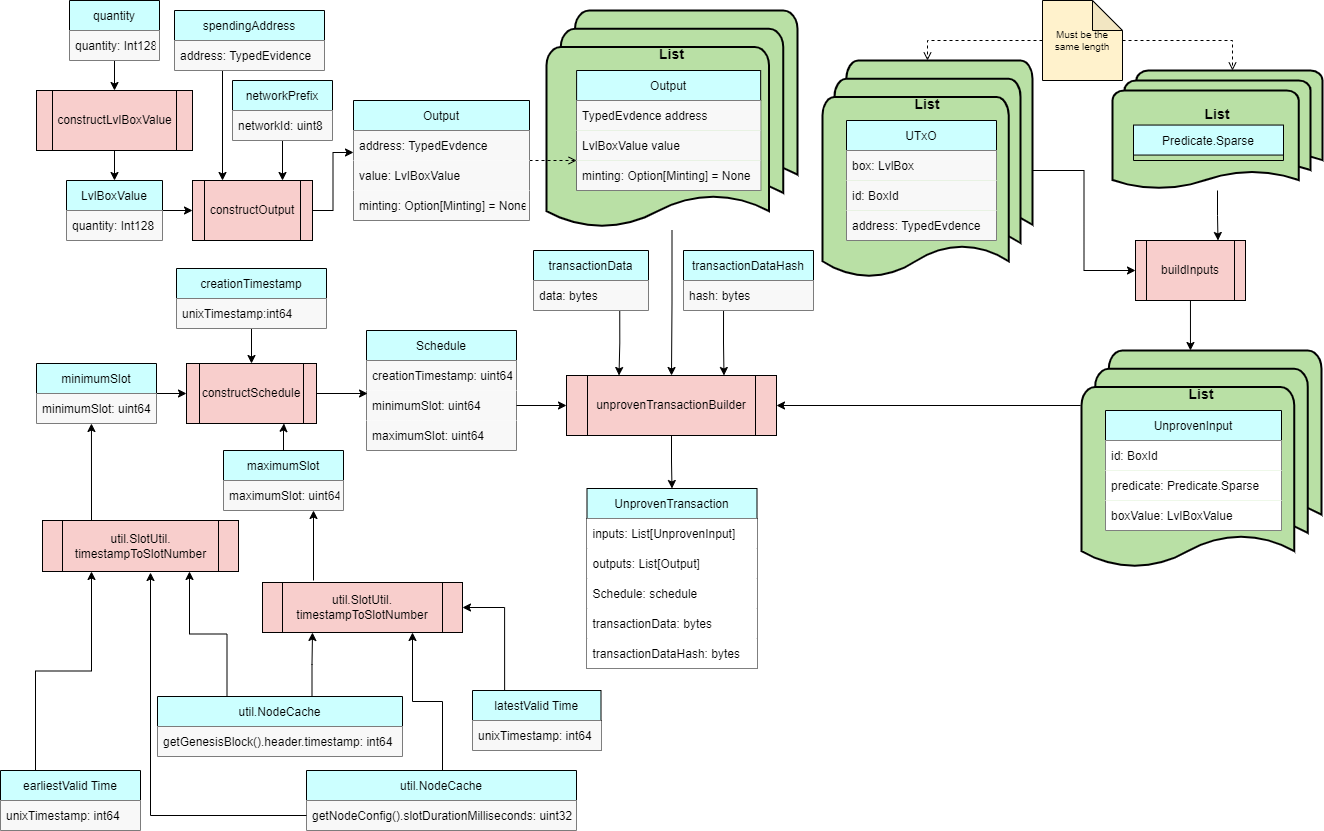 quantity
quantity: Int128
spendingAddress
address: TypedEvidence
constructLvlBoxValue
networkPrefix
networkId: uint8
LvlBoxValue
quantity: Int128
constructOutput
Output
address: TypedEvdence
value: LvlBoxValue
minting: Option[Minting] = None
List
Output
TypedEvdence address
LvlBoxValue value
minting: Option[Minting] = None
List
UTxO
box: LvlBox
id: BoxId
address: TypedEvdence
Must be the
same length
List
Predicate.Sparse
buildInputs
transactionData
data: bytes
transactionDataHash
hash: bytes
creationTimestamp
unixTimestamp:int64
minimumSlot
minimumSlot: uint64
constructSchedule
Schedule
creationTimestamp: uint64
minimumSlot: uint64
maximumSlot: uint64
unprovenTransactionBuilder
List
UnprovenInput
id: BoxId
predicate: Predicate.Sparse
boxValue: LvlBoxValue
maximumSlot
maximumSlot: uint64
UnprovenTransaction
inputs: List[UnprovenInput]
outputs: List[Output]
Schedule: schedule
transactionData: bytes
transactionDataHash: bytes
util.SlotUtil.
timestampToSlotNumber
util.SlotUtil.
timestampToSlotNumber
util.NodeCache
getGenesisBlock().header.timestamp: int64
latestValid Time
unixTimestamp: int64
earliestValid Time
unixTimestamp: int64
util.NodeCache
getNodeConfig().slotDurationMilliseconds: uint32